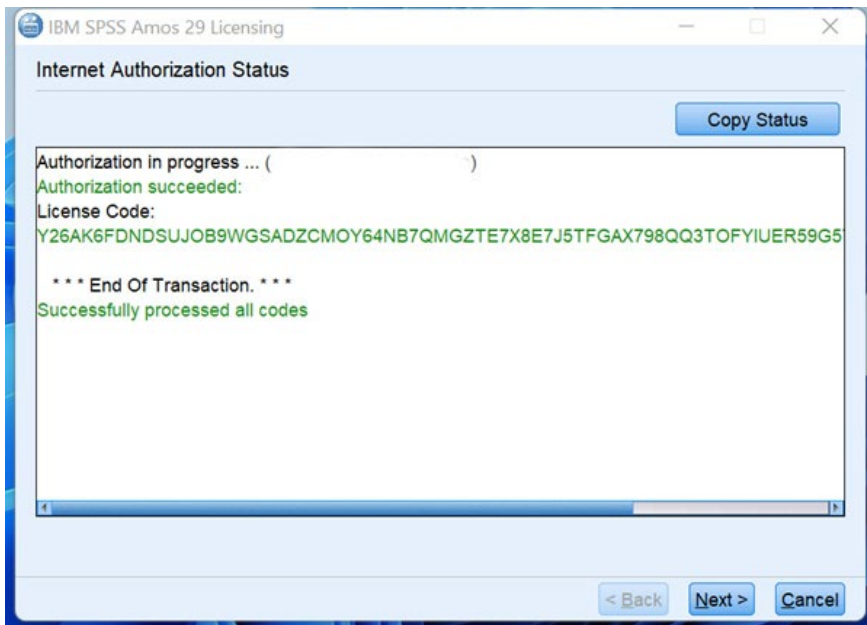 IBM SPSS Amos 29 Licensing
Internet Authorization Status
Copy Status
Authorization in progress ... ( )
Authorization succeeded:
License Code:
Y26AK6FDNDSUJOB9WGSADZCMOY64NB7QMGZTE7X8E7J5TFGAX798QQ3TOFYIUER59G5
* * * End Of Transaction. * * *
Successfully processed all codes
< Back Next > Cancel